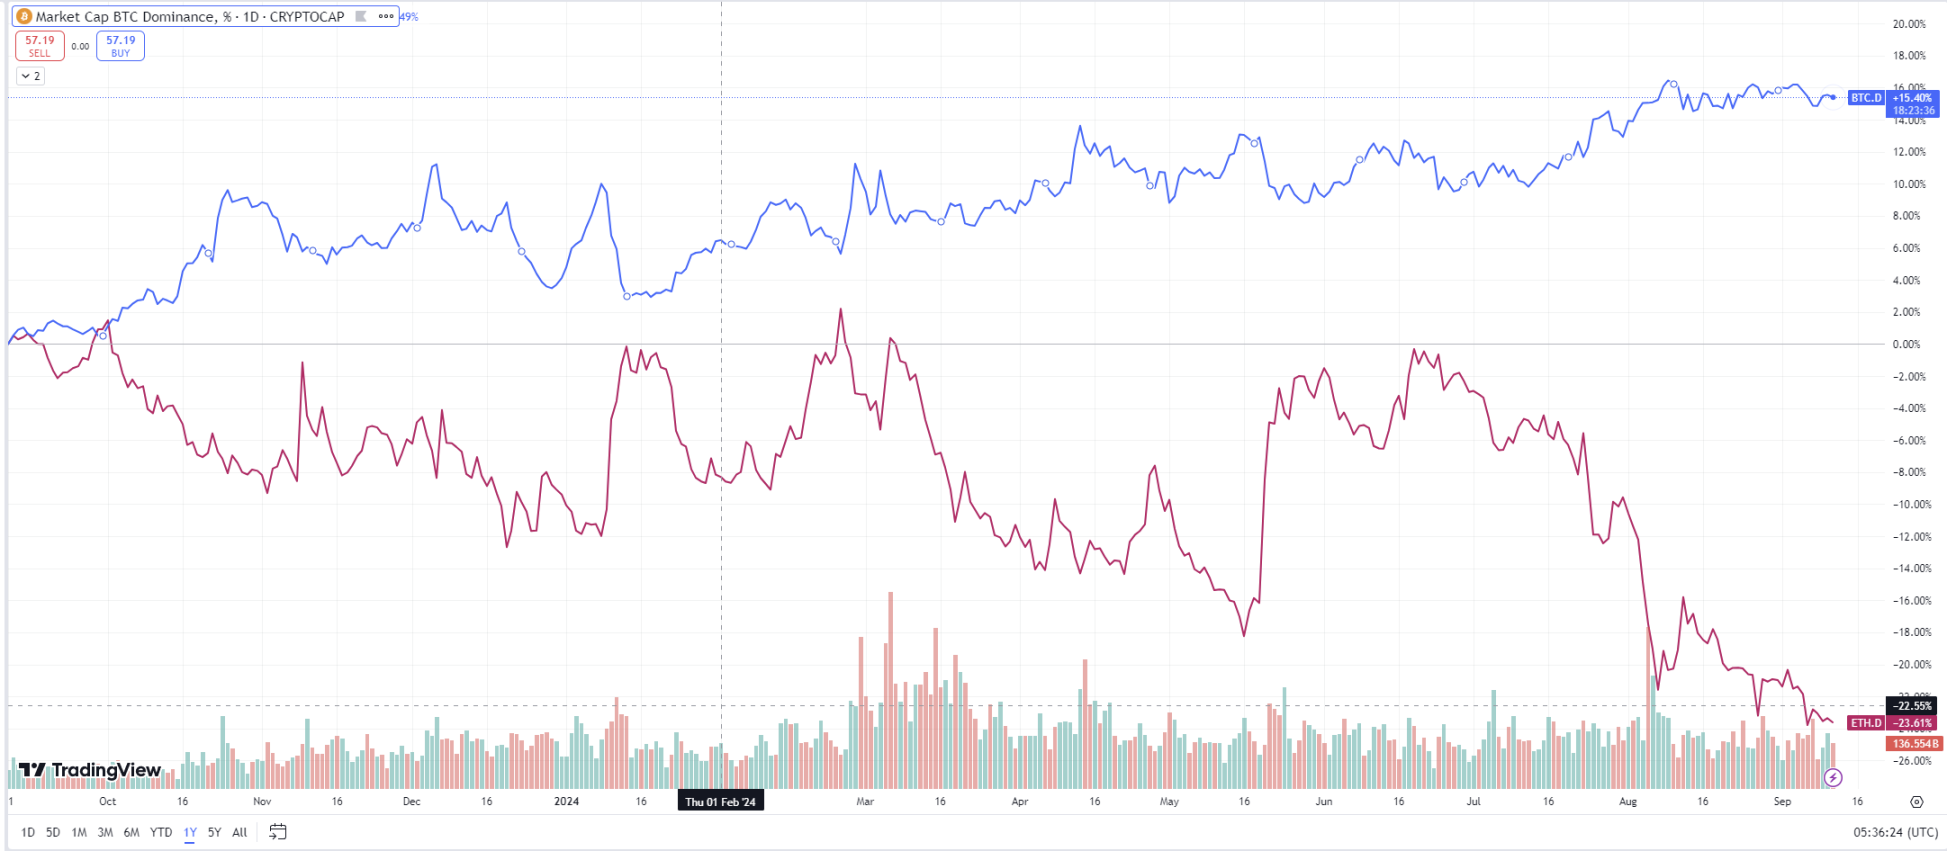 Market Cap BTC Dominance, % · 1D · CRYPTOCAP
49%
57.19 SELL
0.00
57.19 BUY
2
20.00%
18.00%
16.00%
BTC.D +15.40%
18:23:36
14.00%
12.00%
10.00%
8.00%
6.00%
4.00%
2.00%
0.00%
−2.00%
−4.00%
−6.00%
−8.00%
−10.00%
−12.00%
−14.00%
−16.00%
−18.00%
−20.00%
−22.55%
ETH.D −23.61%
136.554B
−26.00%
TradingView
1 Oct 16 Nov 16 Dec 16 2024 16 Thu 01 Feb '24 Mar 16 Apr 16 May 16 Jun 16 Jul 16 Aug 16 Sep 16
1D 5D 1M 3M 6M YTD 1Y 5Y All
05:36:24 (UTC)